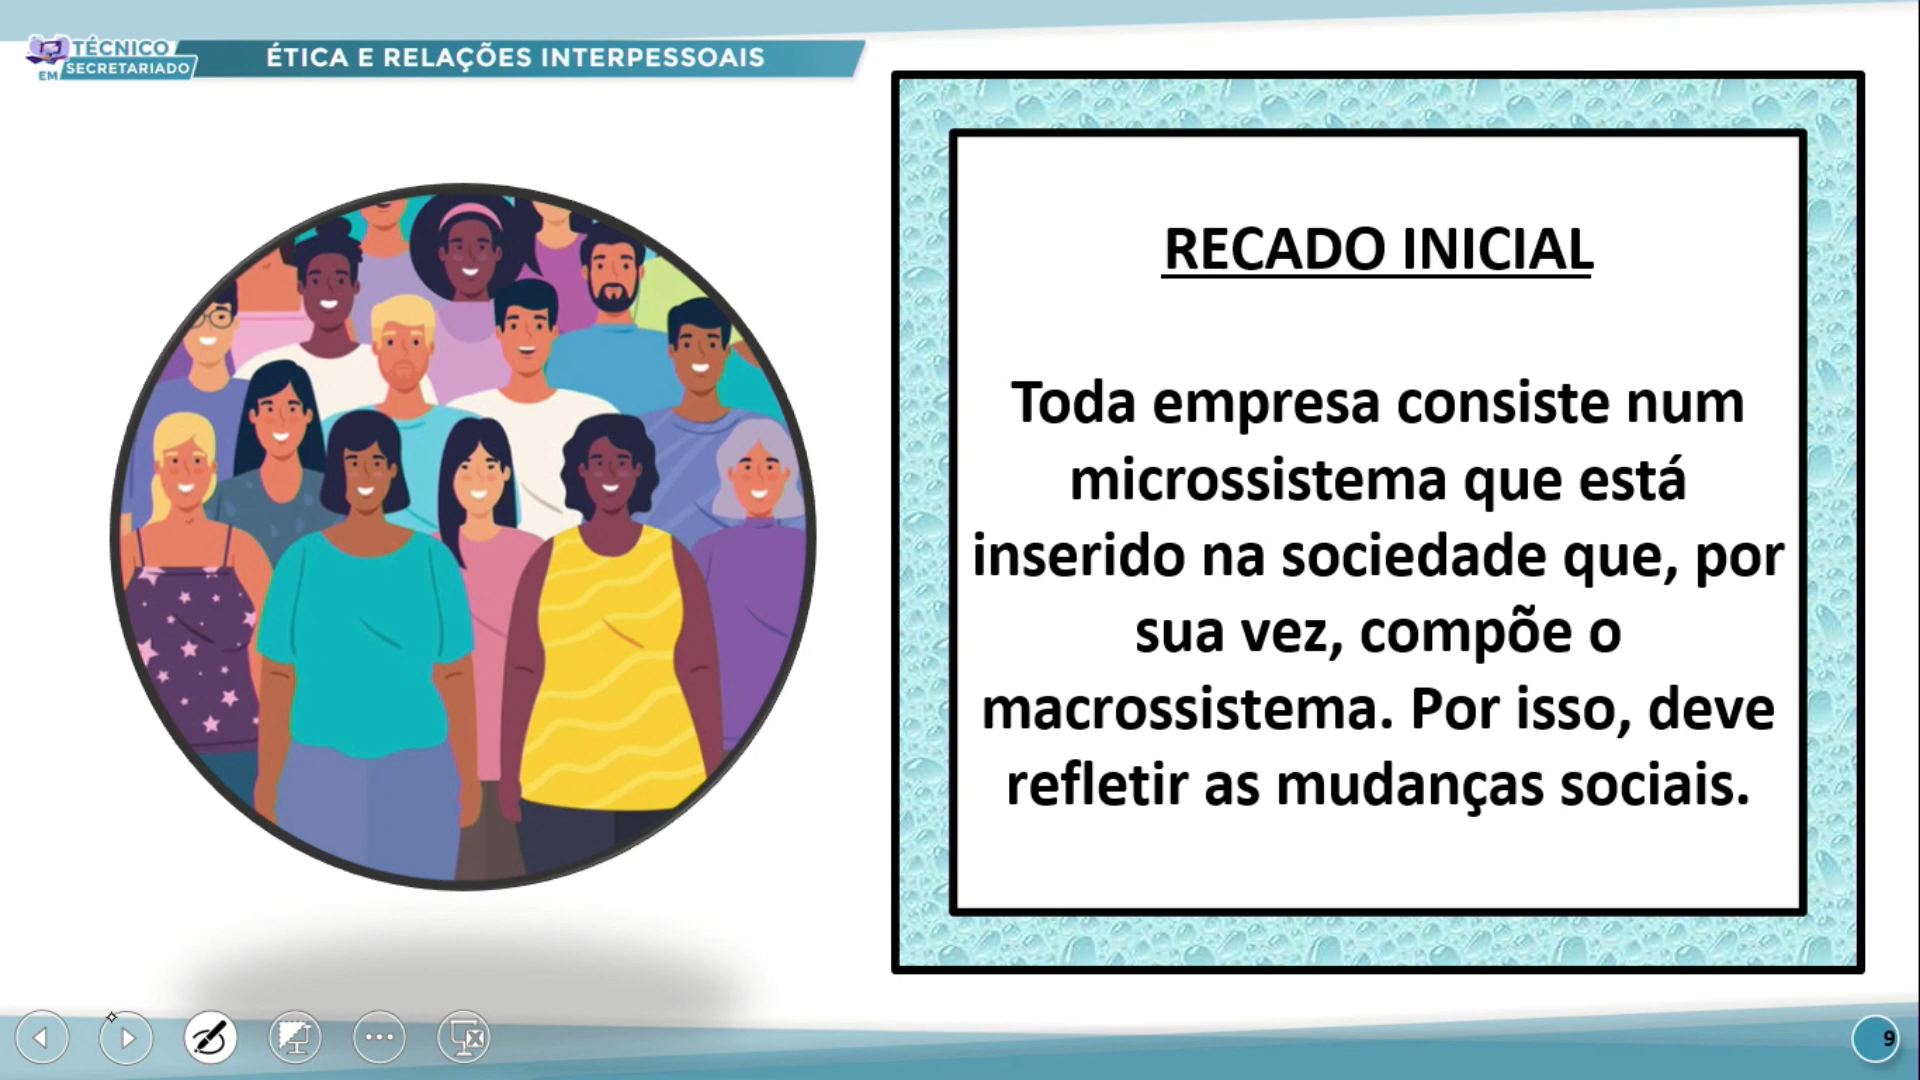 TÉCNICO
EM SECRETARIADO
ÉTICA E RELAÇÕES INTERPESSOAIS
RECADO INICIAL
Toda empresa consiste num
microssistema que está
inserido na sociedade que, por
sua vez, compõe o
macrossistema. Por isso, deve
refletir as mudanças sociais.
9